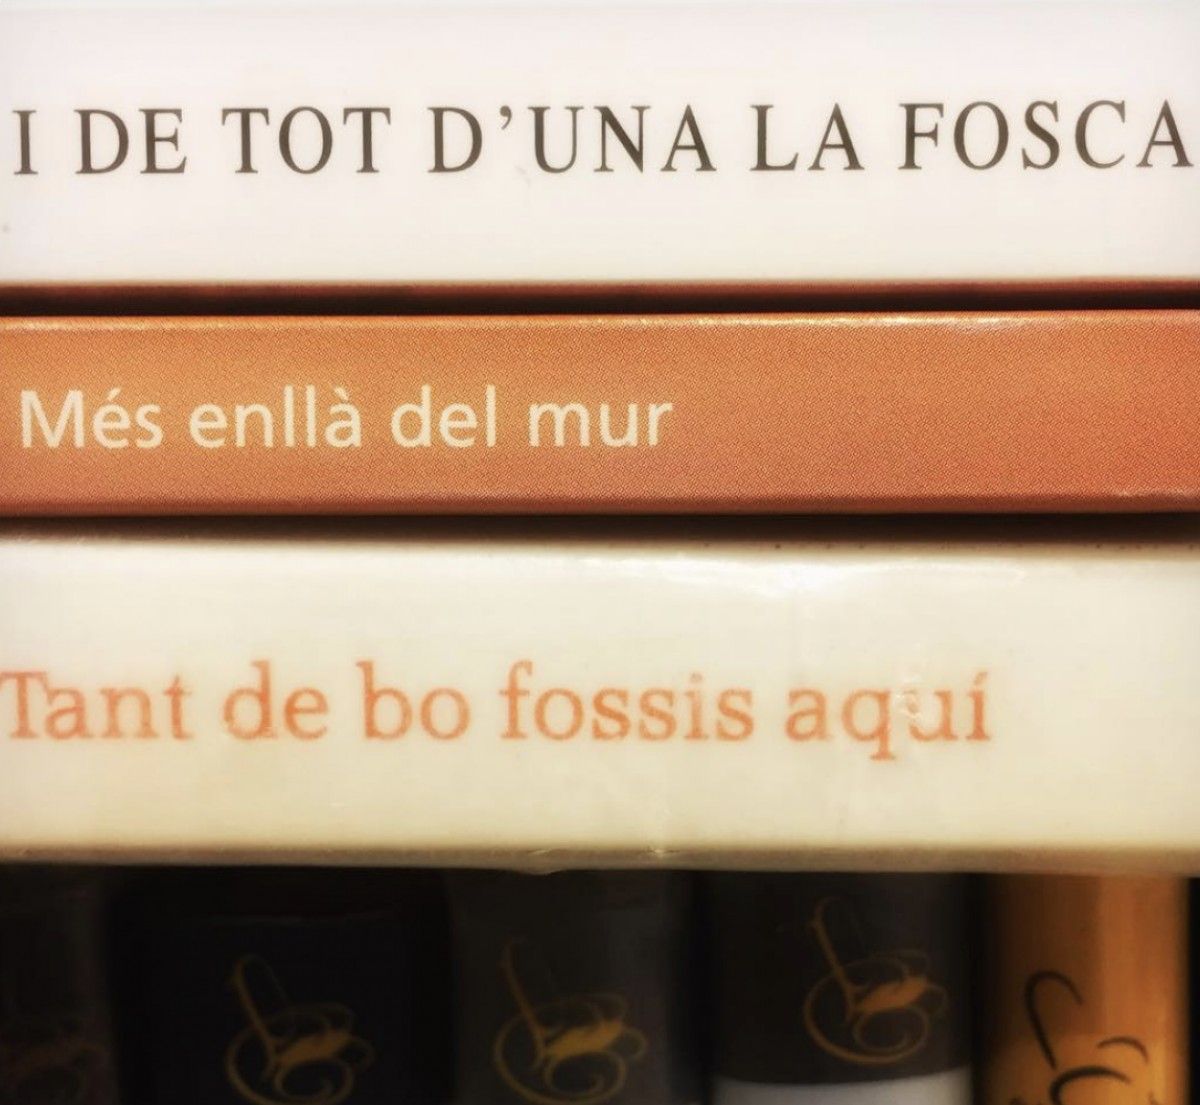 I DE TOT D'UNA LA FOSCA
Més enllà del mur
Tant de bo fossis aquí